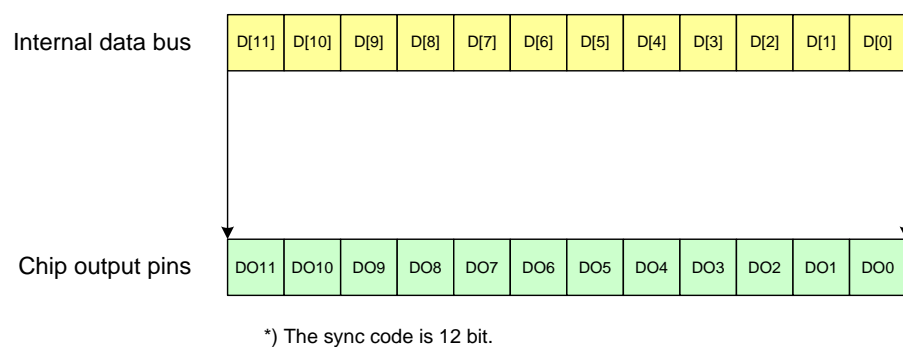 Internal data bus D[11] D[10] D[9] D[8] D[7] D[6] D[5] D[4] D[3] D[2] D[1] D[0]
Chip output pins DO11 DO10 DO9 DO8 DO7 DO6 DO5 DO4 DO3 DO2 DO1 DO0
*) The sync code is 12 bit.